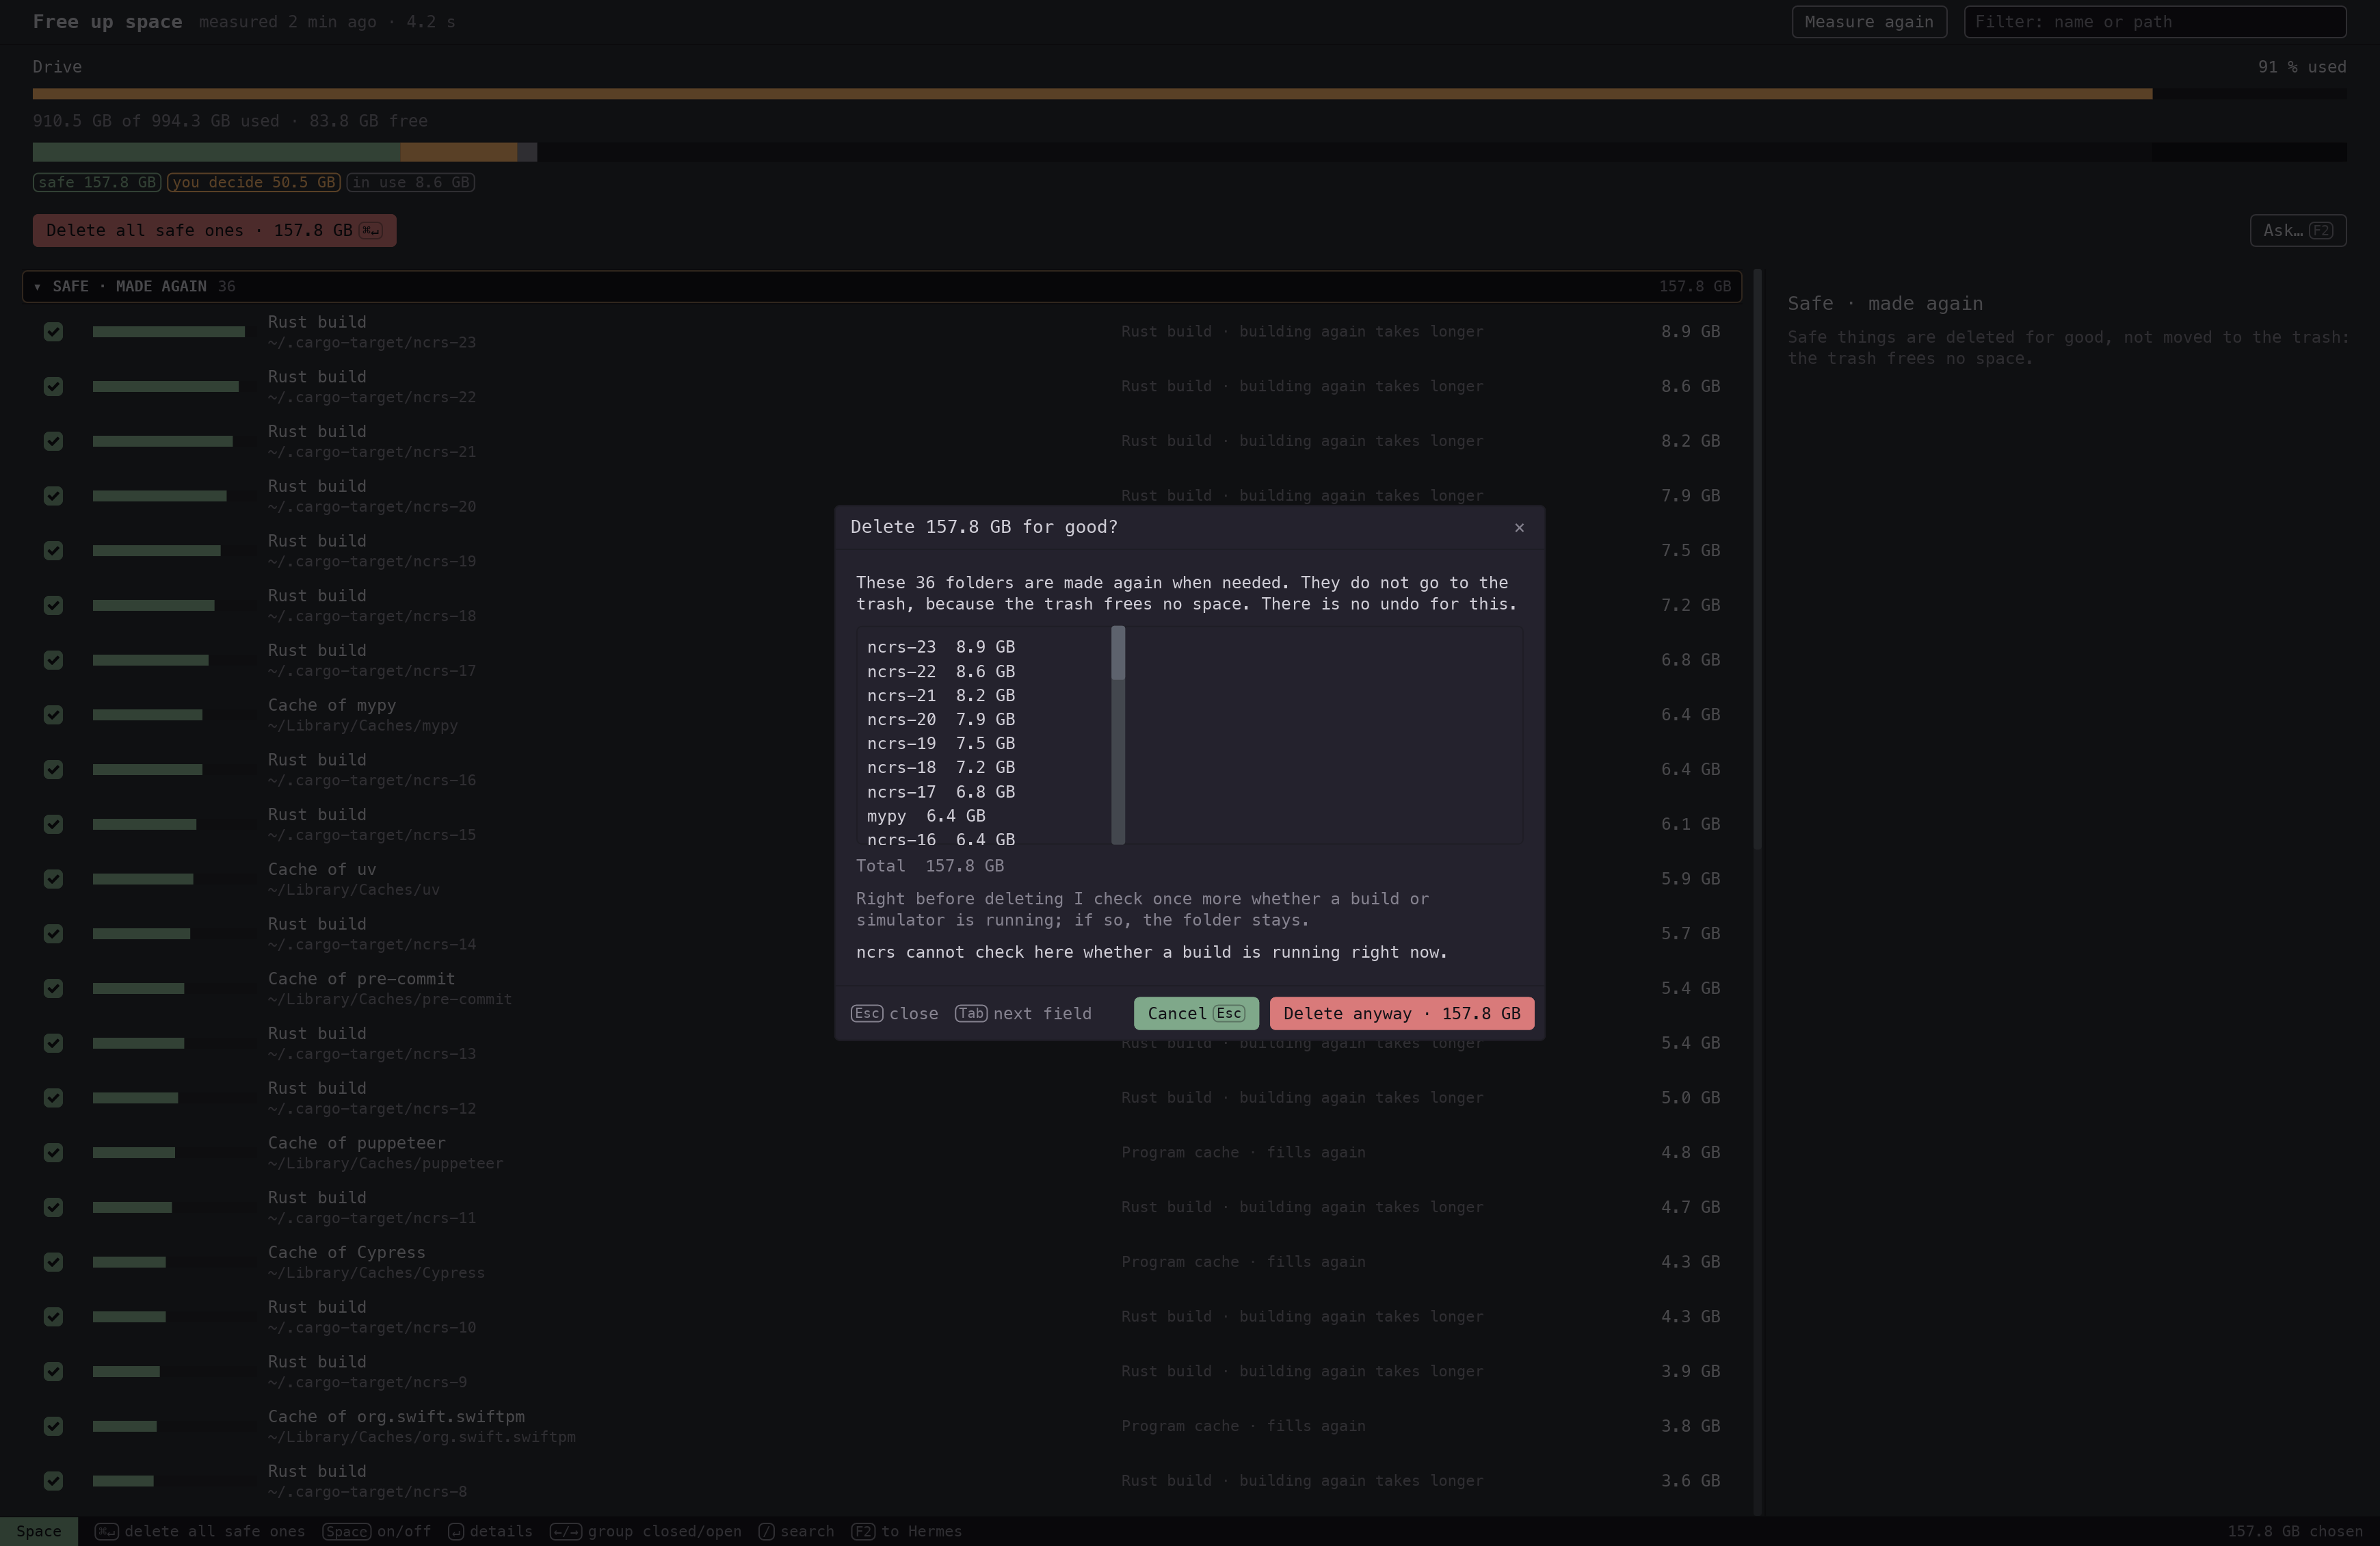 Free up space measured 2 min ago · 4.2 s Measure again Filter: name or path
Drive 91 % used
910.5 GB of 994.3 GB used · 83.8 GB free
safe 157.8 GB you decide 50.5 GB in use 8.6 GB
Delete all safe ones · 157.8 GB ⌘↵ Ask… F2
▾ SAFE · MADE AGAIN 36 157.8 GB
Rust build
~/.cargo-target/ncrs-23
Rust build · building again takes longer 8.9 GB
Rust build
~/.cargo-target/ncrs-22
Rust build · building again takes longer 8.6 GB
Rust build
~/.cargo-target/ncrs-21
Rust build · building again takes longer 8.2 GB
Rust build
~/.cargo-target/ncrs-20
Rust build · building again takes longer 7.9 GB
Rust build
~/.cargo-target/ncrs-19
7.5 GB
Rust build
~/.cargo-target/ncrs-18
7.2 GB
Rust build
~/.cargo-target/ncrs-17
6.8 GB
Cache of mypy
~/Library/Caches/mypy
6.4 GB
Rust build
~/.cargo-target/ncrs-16
6.4 GB
Rust build
~/.cargo-target/ncrs-15
6.1 GB
Cache of uv
~/Library/Caches/uv
5.9 GB
Rust build
~/.cargo-target/ncrs-14
5.7 GB
Cache of pre-commit
~/Library/Caches/pre-commit
5.4 GB
Rust build
~/.cargo-target/ncrs-13
Rust build · building again takes longer 5.4 GB
Rust build
~/.cargo-target/ncrs-12
Rust build · building again takes longer 5.0 GB
Cache of puppeteer
~/Library/Caches/puppeteer
Program cache · fills again 4.8 GB
Rust build
~/.cargo-target/ncrs-11
Rust build · building again takes longer 4.7 GB
Cache of Cypress
~/Library/Caches/Cypress
Program cache · fills again 4.3 GB
Rust build
~/.cargo-target/ncrs-10
Rust build · building again takes longer 4.3 GB
Rust build
~/.cargo-target/ncrs-9
Rust build · building again takes longer 3.9 GB
Cache of org.swift.swiftpm
~/Library/Caches/org.swift.swiftpm
Program cache · fills again 3.8 GB
Rust build
~/.cargo-target/ncrs-8
Rust build · building again takes longer 3.6 GB
Safe · made again
Safe things are deleted for good, not moved to the trash:
the trash frees no space.
Delete 157.8 GB for good? ×
These 36 folders are made again when needed. They do not go to the
trash, because the trash frees no space. There is no undo for this.
ncrs-23 8.9 GB
ncrs-22 8.6 GB
ncrs-21 8.2 GB
ncrs-20 7.9 GB
ncrs-19 7.5 GB
ncrs-18 7.2 GB
ncrs-17 6.8 GB
mypy 6.4 GB
ncrs-16 6.4 GB
Total 157.8 GB
Right before deleting I check once more whether a build or
simulator is running; if so, the folder stays.
ncrs cannot check here whether a build is running right now.
Esc close Tab next field Cancel Esc Delete anyway · 157.8 GB
Space ⌘↵ delete all safe ones Space on/off ↵ details ←/→ group closed/open / search F2 to Hermes 157.8 GB chosen